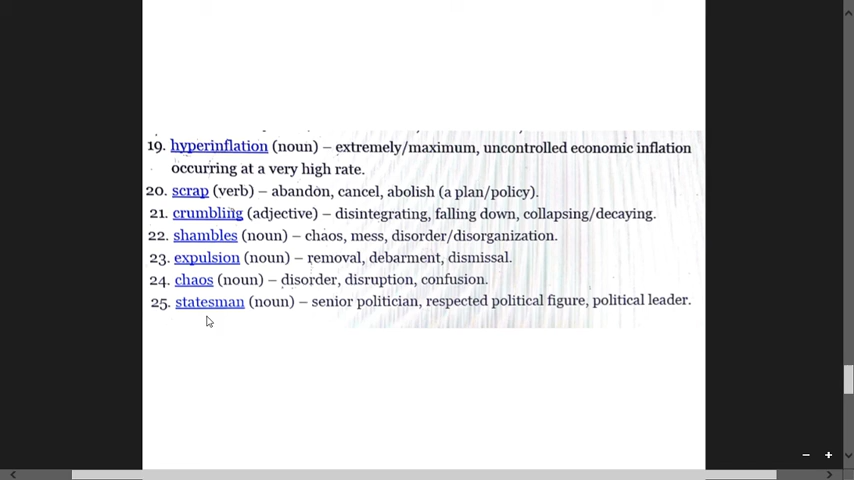 19. hyperinflation (noun) – extremely/maximum, uncontrolled economic inflation
occurring at a very high rate.
20. scrap (verb) – abandon, cancel, abolish (a plan/policy).
21. crumbling (adjective) – disintegrating, falling down, collapsing/decaying.
22. shambles (noun) – chaos, mess, disorder/disorganization.
23. expulsion (noun) – removal, debarment, dismissal.
24. chaos (noun) – disorder, disruption, confusion.
25. statesman (noun) – senior politician, respected political figure, political leader.